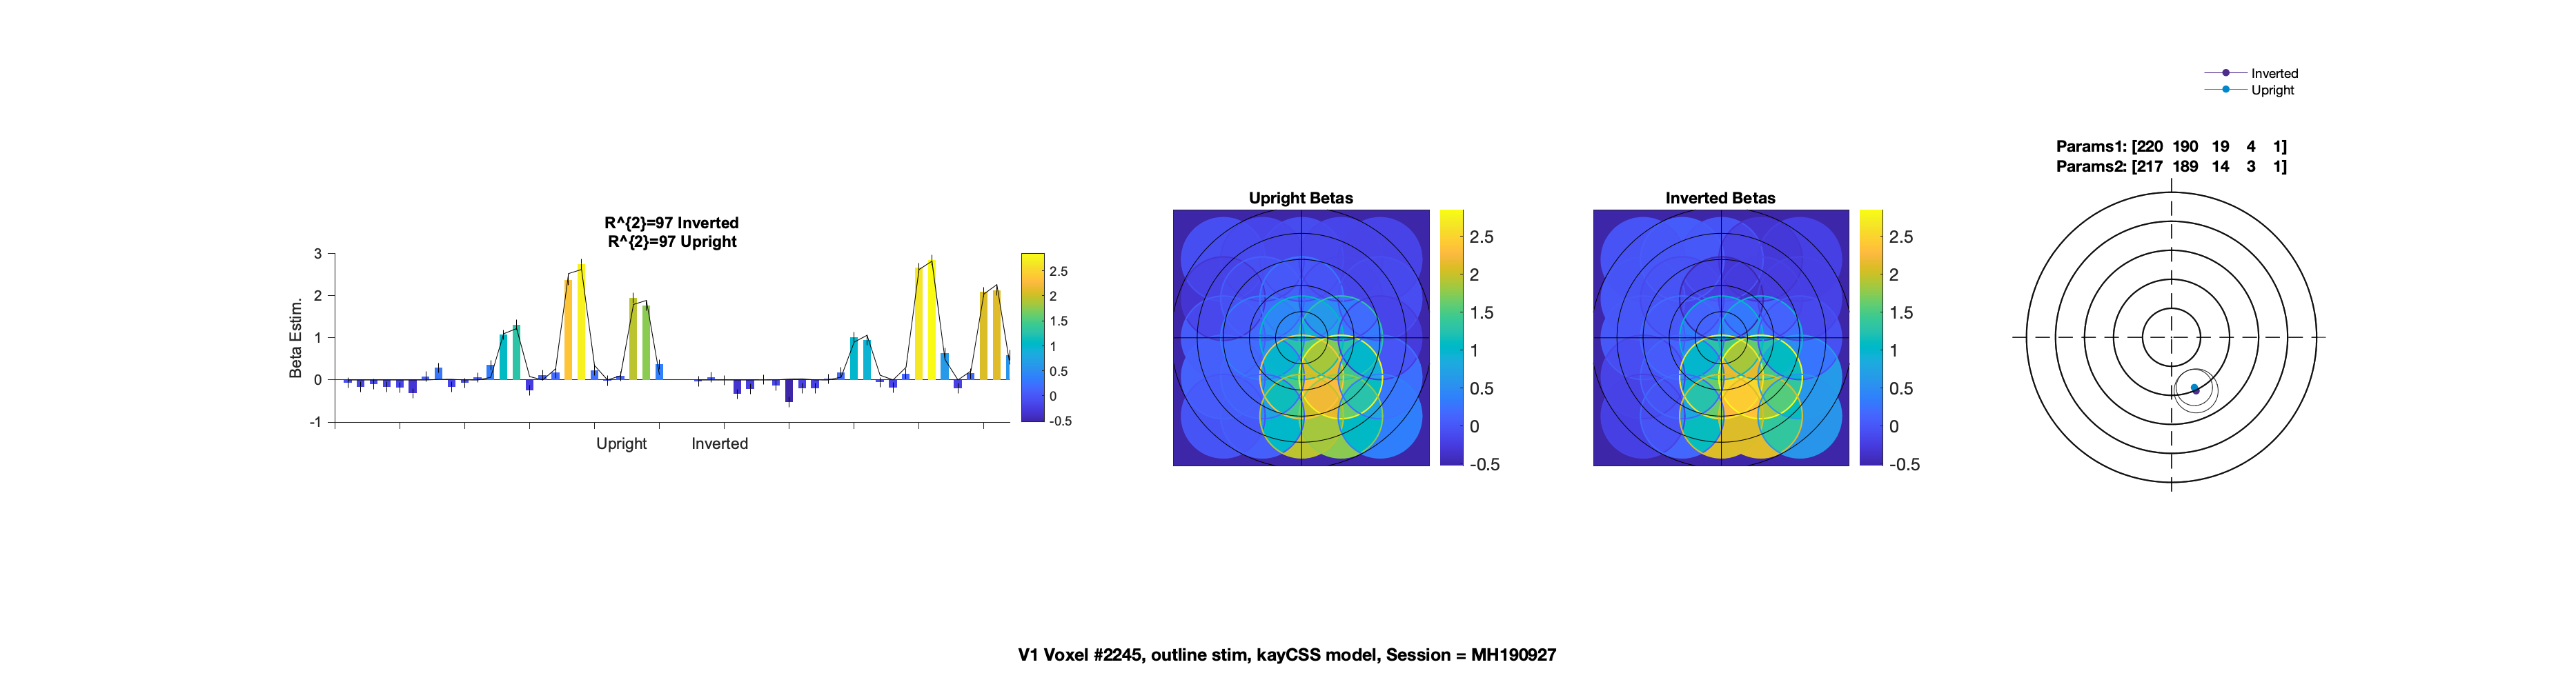 Inverted
Upright
Params1: [220 190 19 4 1]
Params2: [217 189 14 3 1]
R^{2}=97 Inverted
R^{2}=97 Upright
Beta Estim.
3
2
1
0
-1
Upright Inverted
2.5
2
1.5
1
0.5
0
-0.5
Upright Betas
2.5
2
1.5
1
0.5
0
-0.5
Inverted Betas
2.5
2
1.5
1
0.5
0
-0.5
V1 Voxel #2245, outline stim, kayCSS model, Session = MH190927